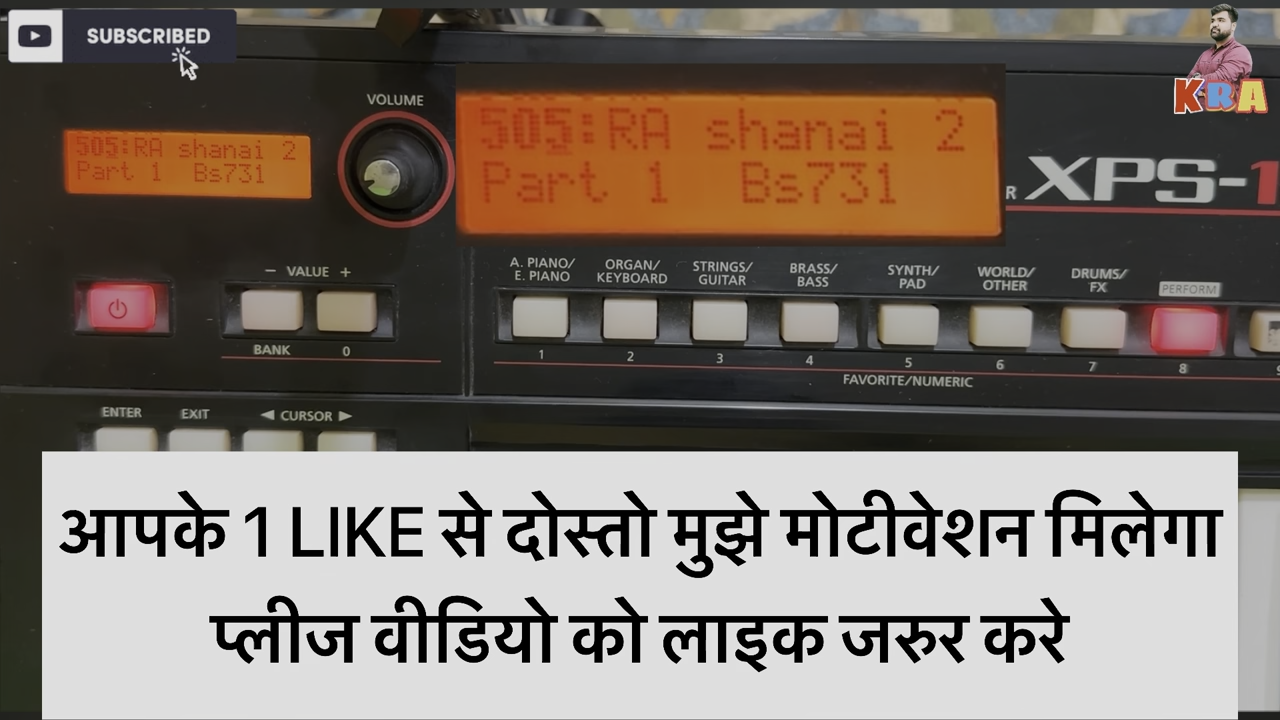 SUBSCRIBED
KRA
VOLUME
505:RA shanai 2
Part 1 Bs731
505:RA shanai 2
Part 1 Bs731
R XPS-1
− VALUE +
BANK 0
A. PIANO/ E. PIANO
ORGAN/ KEYBOARD
STRINGS/ GUITAR
BRASS/ BASS
SYNTH/ PAD
WORLD/ OTHER
DRUMS/ FX
PERFORM
1 2 3 4 5 6 7 8
FAVORITE/NUMERIC
ENTER EXIT ◀ CURSOR ▶
आपके 1 LIKE से दोस्तो मुझे मोटीवेशन मिलेगा
प्लीज वीडियो को लाइक जरुर करे